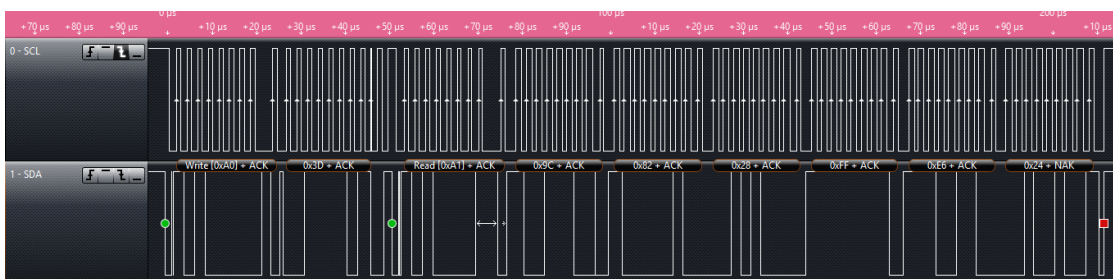 0 µs 100 µs 200 µs
+70 µs +80 µs +90 µs +10 µs +20 µs +30 µs +40 µs +50 µs +60 µs +70 µs +80 µs +90 µs +10 µs +20 µs +30 µs +40 µs +50 µs +60 µs +70 µs +80 µs +90 µs +10 µs
0 - SCL
Write [0xA0] + ACK 0x3D + ACK Read [0xA1] + ACK 0x9C + ACK 0x82 + ACK 0x28 + ACK 0xFF + ACK 0xE6 + ACK 0x24 + NAK
1 - SDA